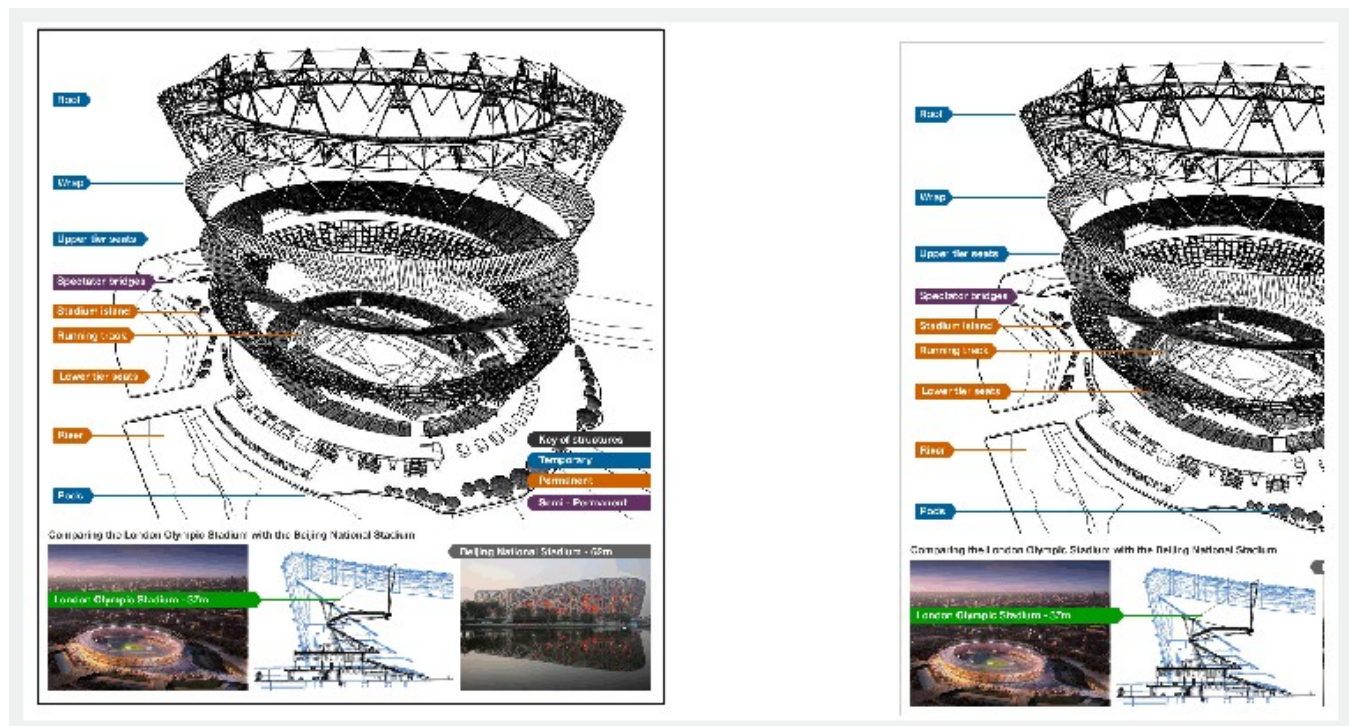 Roof
Wrap
Upper tier seats
Spectator bridges
Stadium island
Running track
Lower tier seats
River
Pods
Key of structures
Temporary
Permanent
Semi - Permanent
Comparing the London Olympic Stadium with the Beijing National Stadium
London Olympic Stadium - 37m
Beijing National Stadium - 69m
Roof
Wrap
Upper tier seats
Spectator bridges
Stadium island
Running track
Lower tier seats
River
Pods
Comparing the London Olympic Stadium with the Beijing National Stadium
London Olympic Stadium - 37m